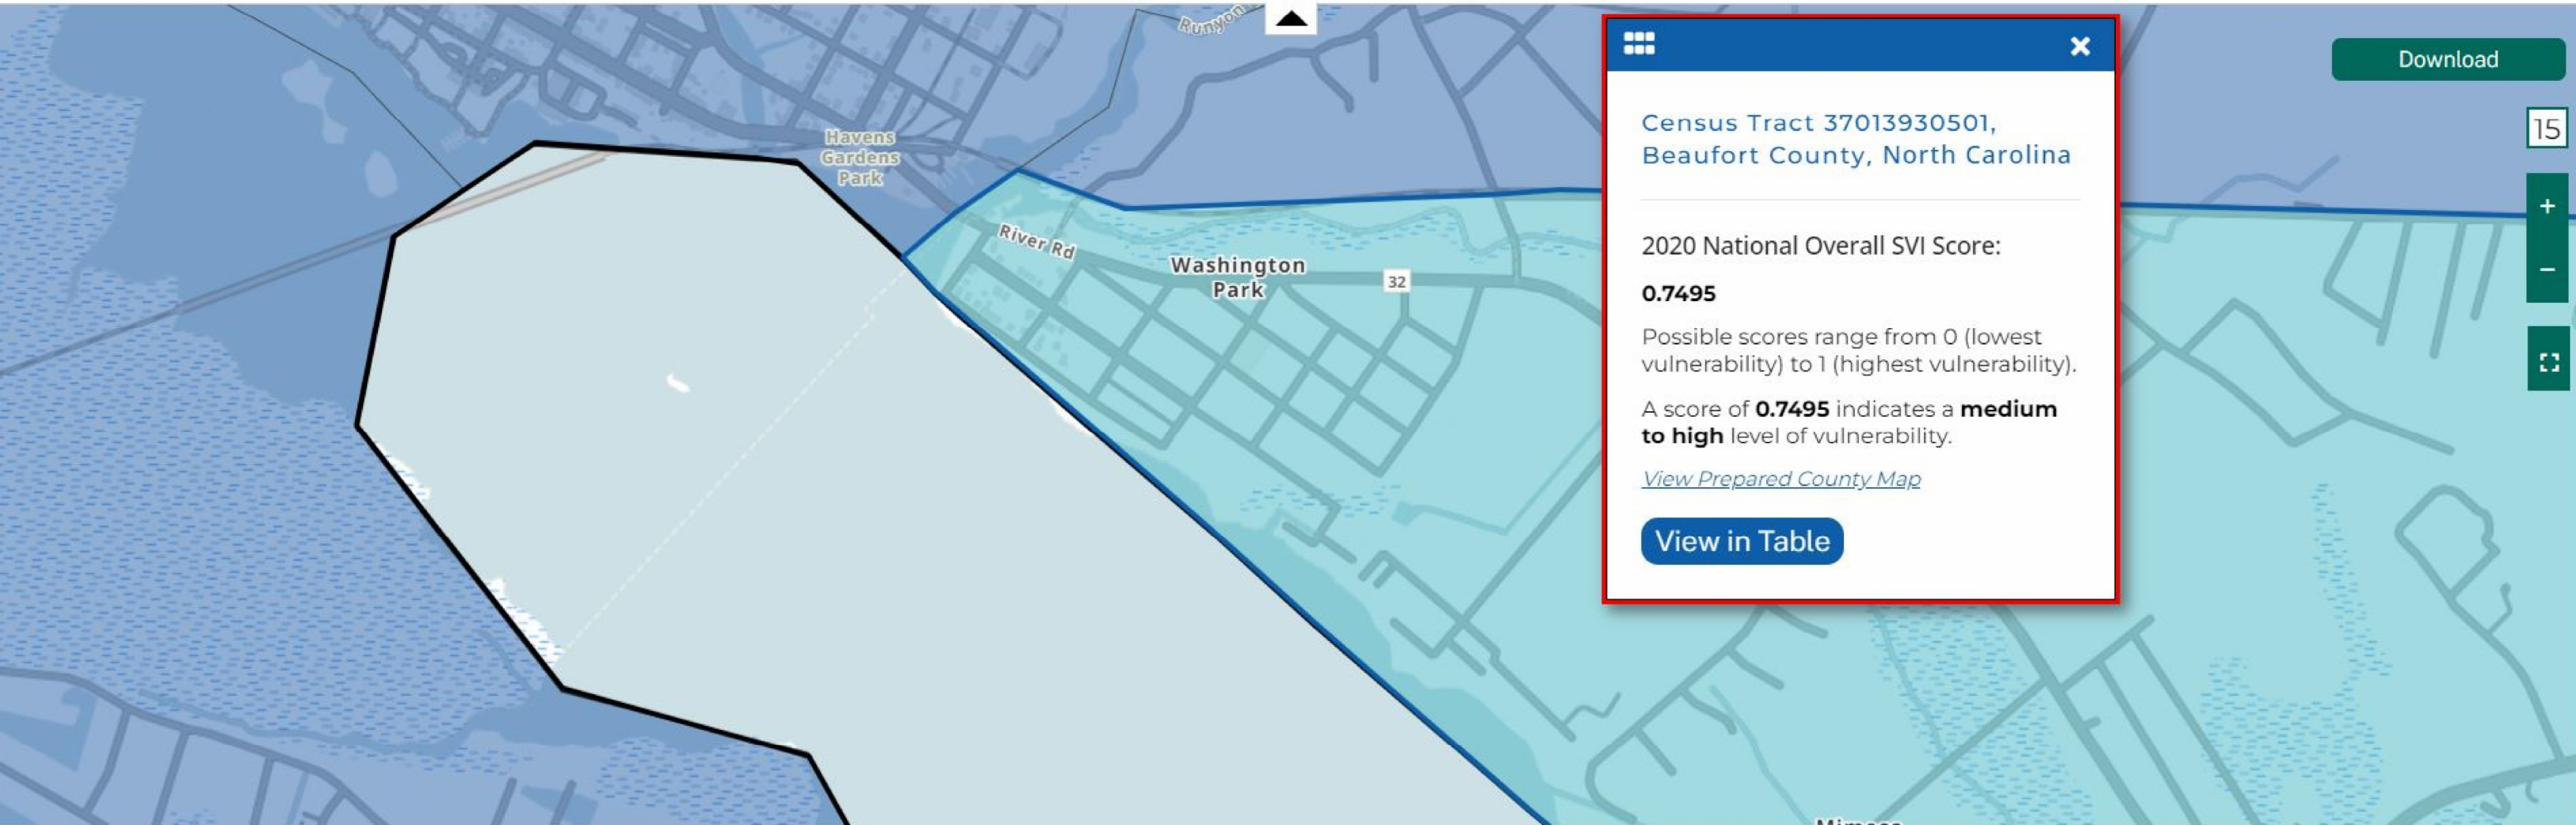 Runyon
Havens
Gardens
Park
River Rd
Washington
Park
32
Census Tract 37013930501,
Beaufort County, North Carolina
2020 National Overall SVI Score:
0.7495
Possible scores range from 0 (lowest
vulnerability) to 1 (highest vulnerability).
A score of 0.7495 indicates a medium
to high level of vulnerability.
View Prepared County Map
View in Table
Download
15
+
−